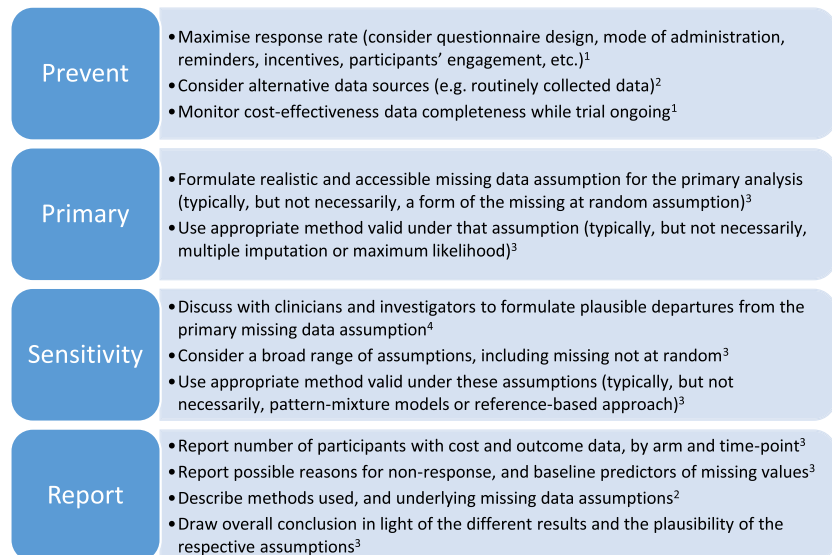 Prevent
•Maximise response rate (consider questionnaire design, mode of administration,
reminders, incentives, participants’ engagement, etc.)¹
•Consider alternative data sources (e.g. routinely collected data)²
•Monitor cost-effectiveness data completeness while trial ongoing¹
Primary
•Formulate realistic and accessible missing data assumption for the primary analysis
(typically, but not necessarily, a form of the missing at random assumption)³
•Use appropriate method valid under that assumption (typically, but not necessarily,
multiple imputation or maximum likelihood)³
Sensitivity
•Discuss with clinicians and investigators to formulate plausible departures from the
primary missing data assumption⁴
•Consider a broad range of assumptions, including missing not at random³
•Use appropriate method valid under these assumptions (typically, but not
necessarily, pattern-mixture models or reference-based approach)³
Report
•Report number of participants with cost and outcome data, by arm and time-point³
•Report possible reasons for non-response, and baseline predictors of missing values³
•Describe methods used, and underlying missing data assumptions²
•Draw overall conclusion in light of the different results and the plausibility of the
respective assumptions³